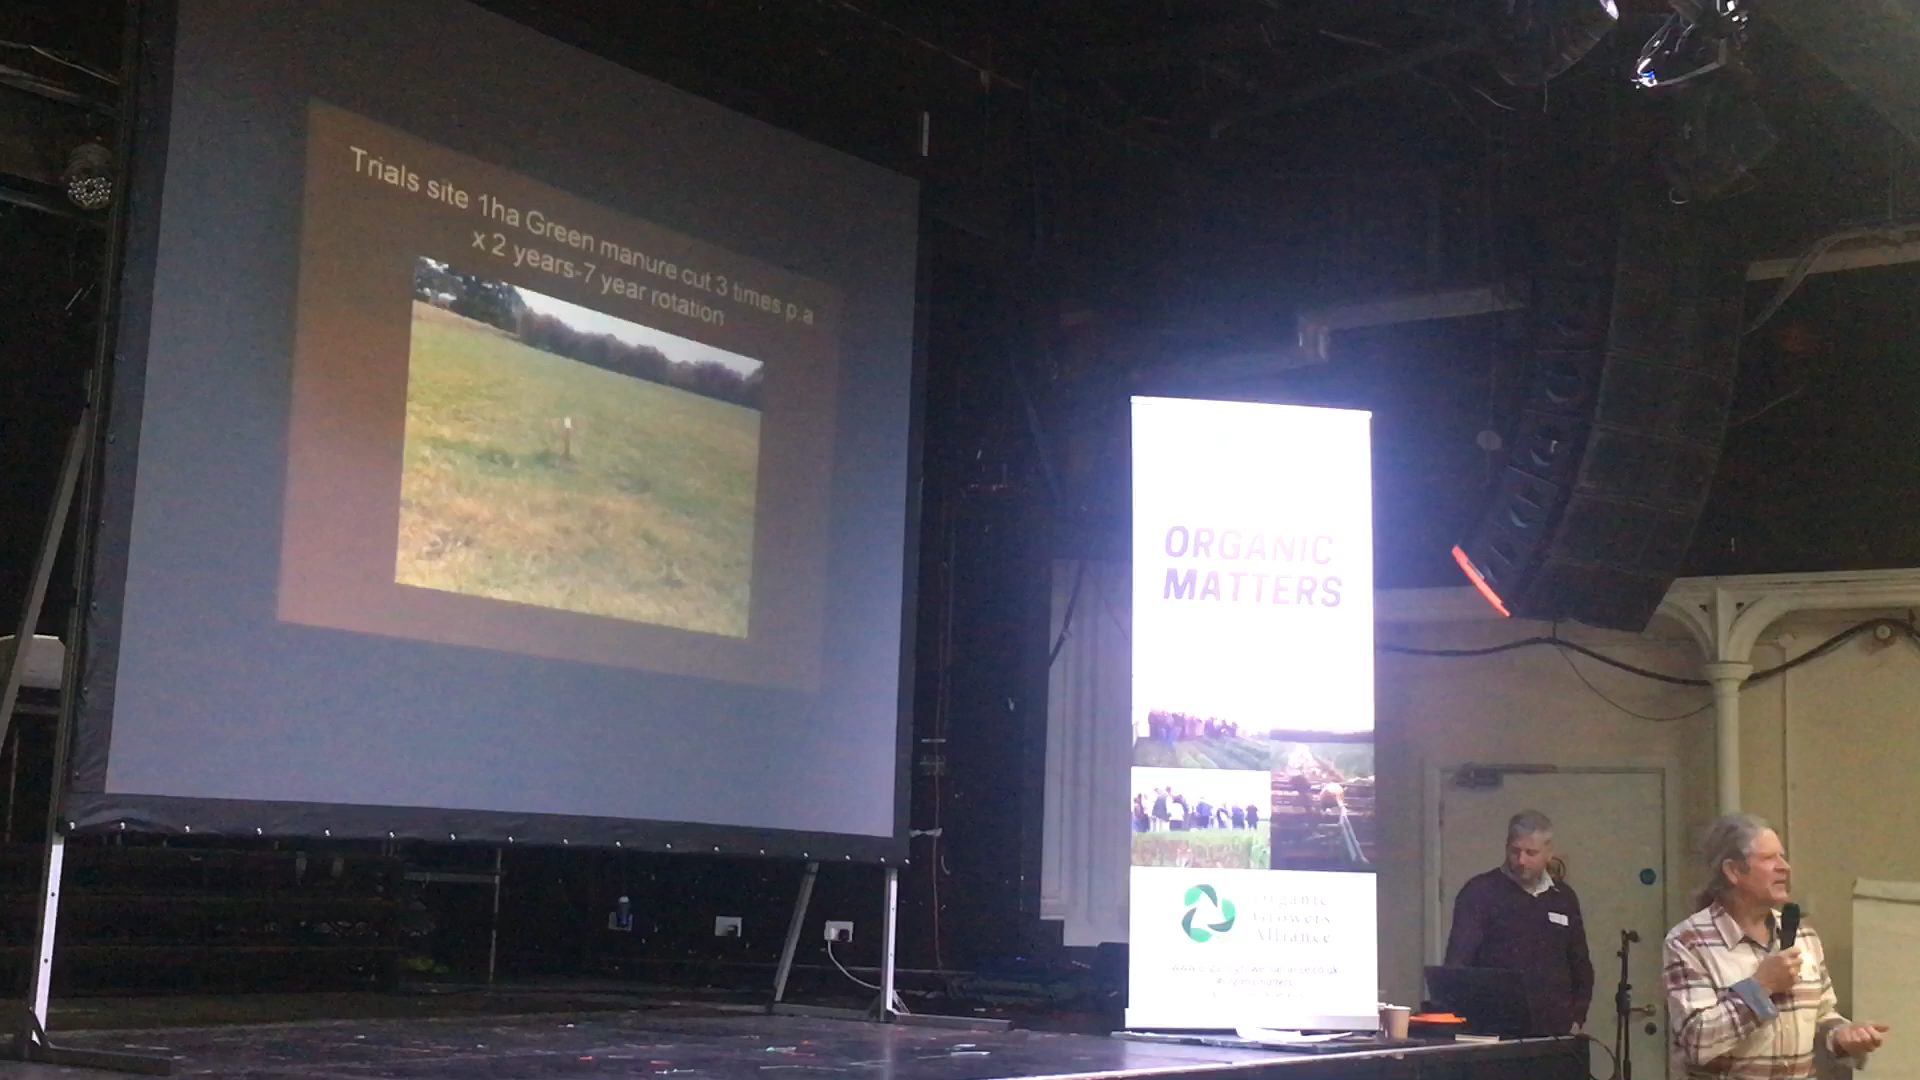 Trials site 1ha Green manure cut 3 times p.a
x 2 years-7 year rotation
ORGANIC
MATTERS
Organic
Growers
Alliance